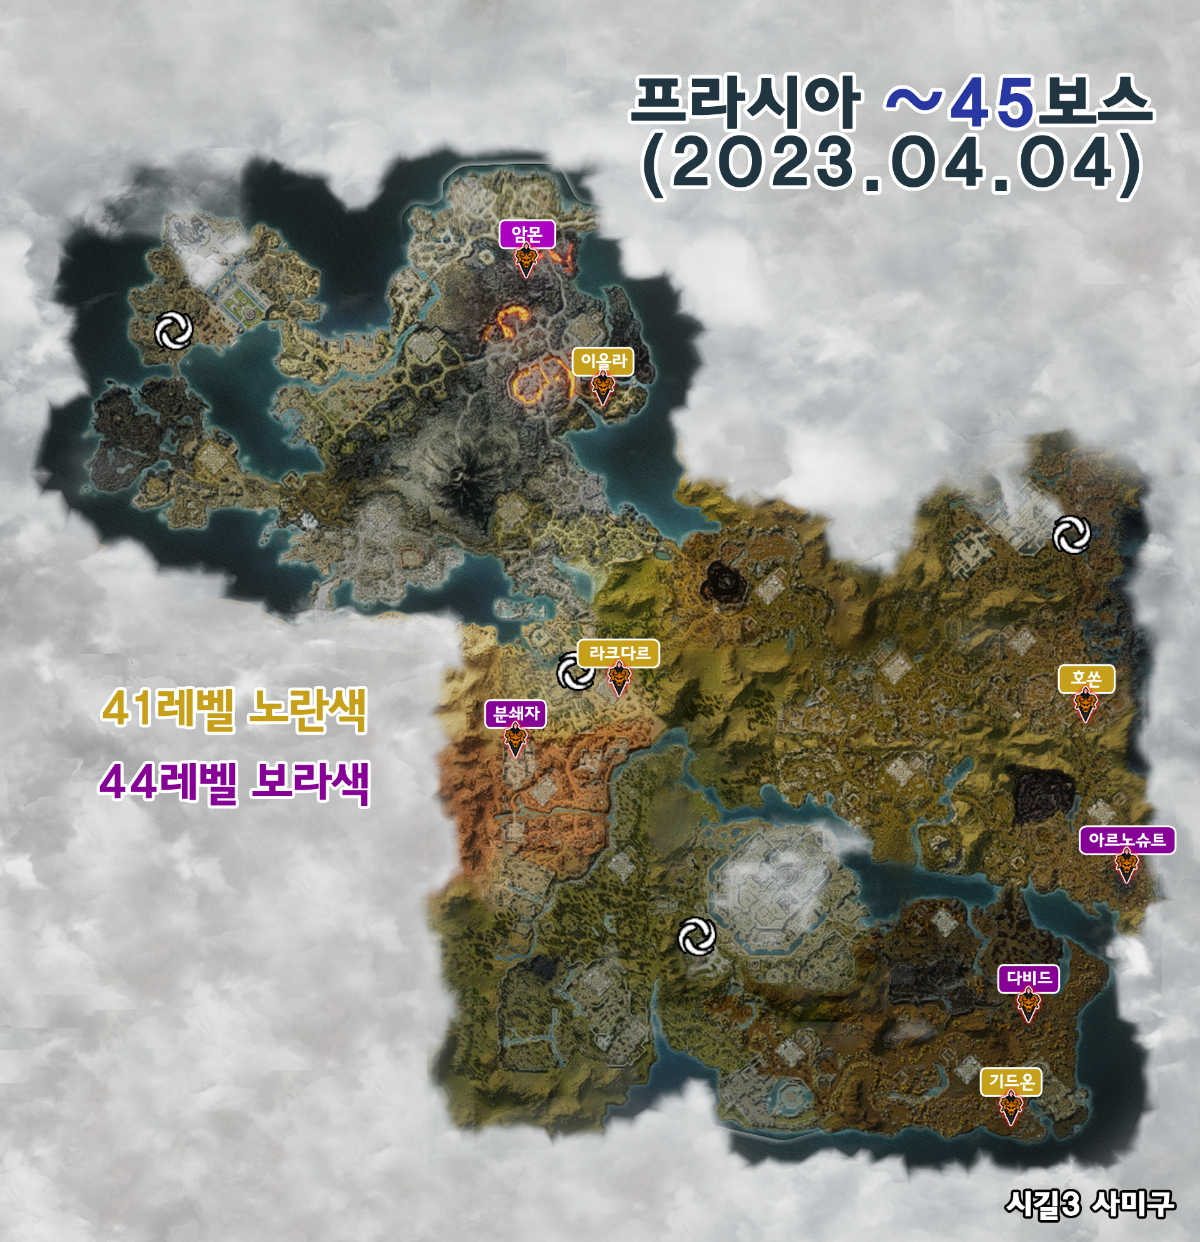 프라시아 ~45보스
(2023.04.04)
암몬
이올라
라크다르
호쏜
41레벨 노란색
분쇄자
44레벨 보라색
아르노슈트
다비드
기드온
시길3 사미구